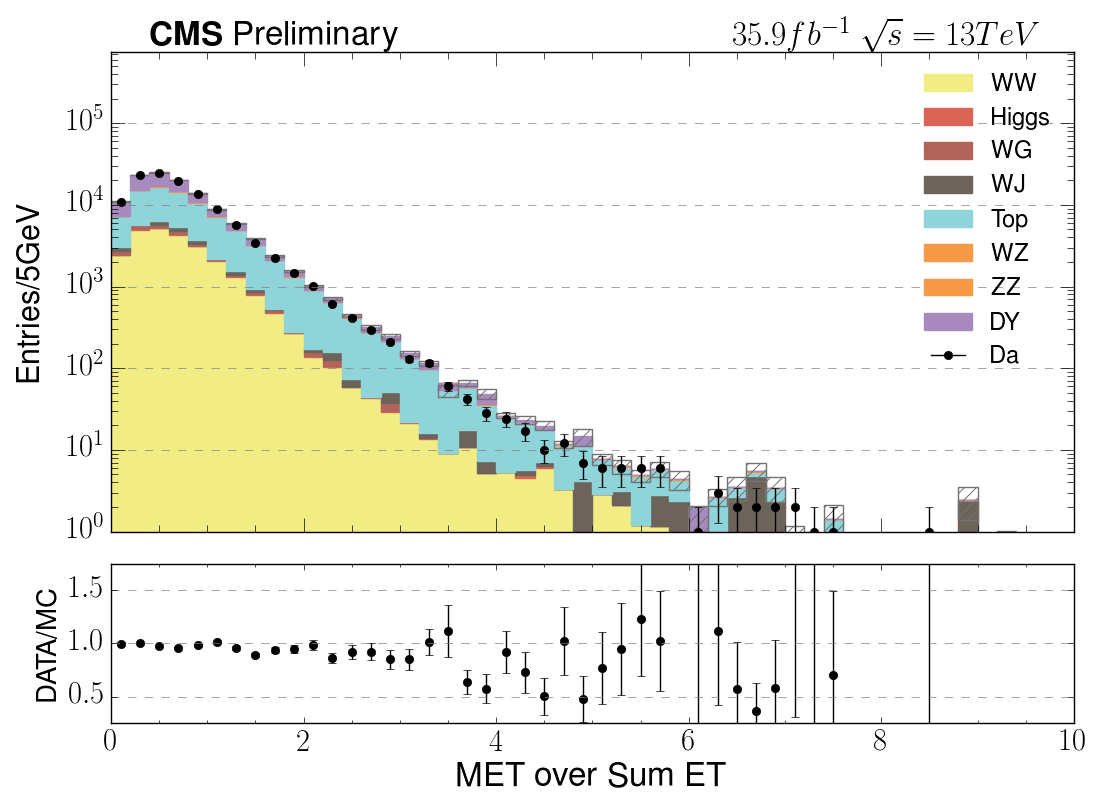 CMS Preliminary 35.9fb⁻¹ √s = 13TeV
Entries/5GeV
10⁵
10⁴
10³
10²
10¹
10⁰
WW
Higgs
WG
WJ
Top
WZ
ZZ
DY
Da
DATA/MC
1.5
1.0
0.5
0 2 4 6 8 10
MET over Sum ET